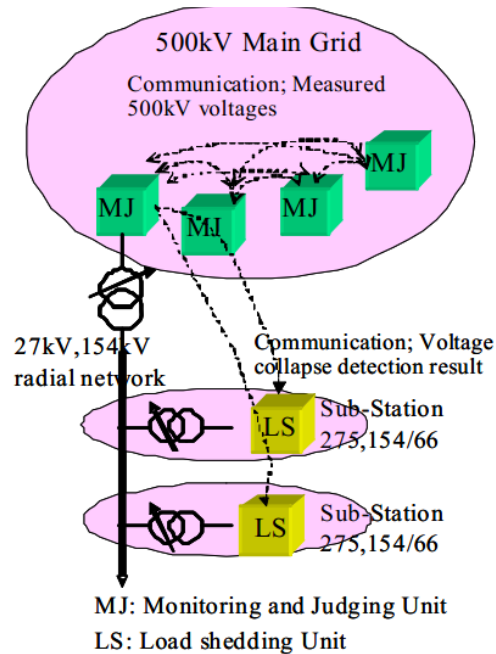 500kV Main Grid
Communication; Measured
500kV voltages
MJ
MJ
MJ
MJ
27kV,154kV
radial network
Communication; Voltage
collapse detection result
LS
Sub-Station
275,154/66
LS
Sub-Station
275,154/66
MJ: Monitoring and Judging Unit
LS: Load shedding Unit